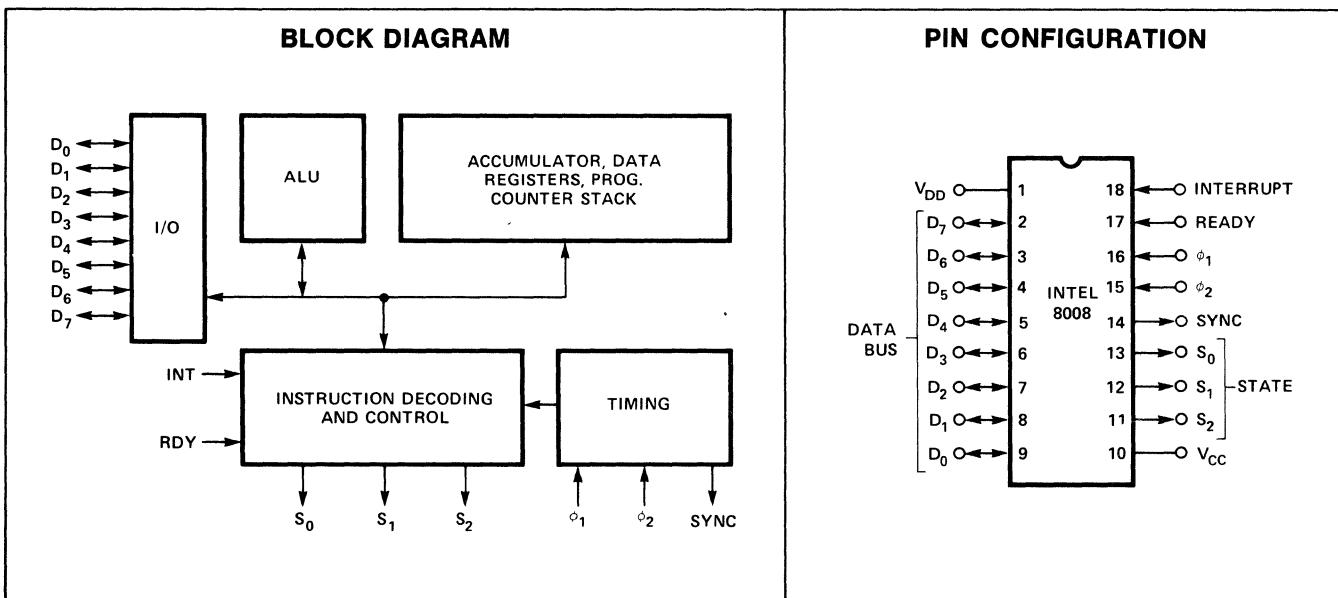 BLOCK DIAGRAM
D₀
D₁
D₂
D₃
D₄
D₅
D₆
D₇
I/O
ALU
ACCUMULATOR, DATA
REGISTERS, PROG.
COUNTER STACK
INT
RDY
INSTRUCTION DECODING
AND CONTROL
TIMING
S₀
S₁
S₂
ϕ₁
ϕ₂
SYNC
PIN CONFIGURATION
V_DD 1 18 INTERRUPT
D₇ 2 17 READY
D₆ 3 16 ϕ₁
D₅ 4 15 ϕ₂
D₄ 5 14 SYNC
D₃ 6 13 S₀
D₂ 7 12 S₁
D₁ 8 11 S₂
D₀ 9 10 V_CC
DATA
BUS
INTEL
8008
STATE